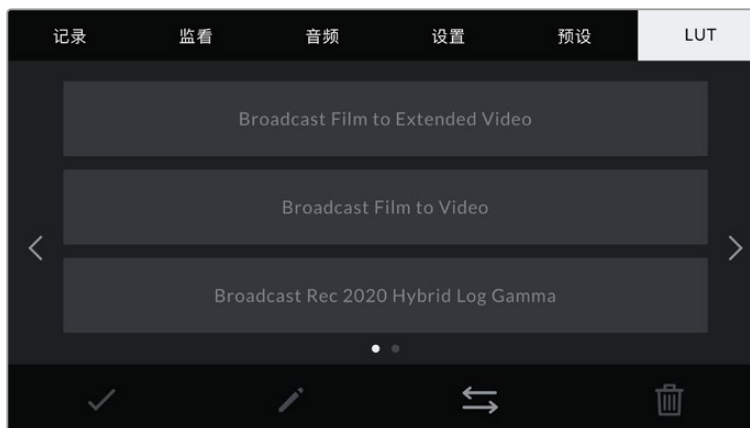 记录 监看 音频 设置 预设 LUT
Broadcast Film to Extended Video
Broadcast Film to Video
Broadcast Rec 2020 Hybrid Log Gamma